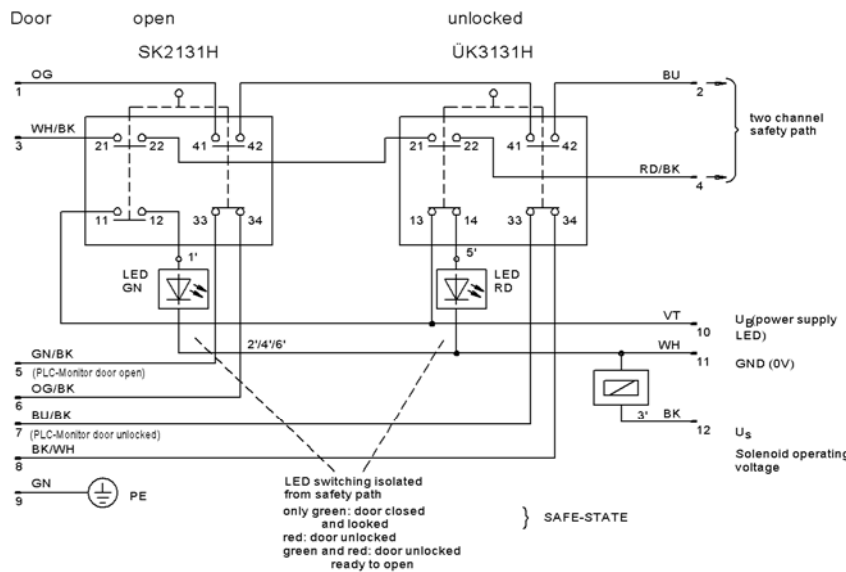 Door open unlocked
SK2131H ÜK3131H
OG BU
1 2
WH/BK
3
21 22 41 42 21 22 41 42
two channel
safety path
RD/BK
4
11 12 33 34 13 14 33 34
1' 5'
LED
GN
LED
RD
VT
10
UB(power supply
LED)
2'/4'/6' WH
11
GND (0V)
GN/BK
5 (PLC-Monitor door open)
OG/BK
6
BU/BK
7 (PLC-Monitor door unlocked)
BK/WH
8
3' BK
12
Us
Solenoid operating
voltage
GN
9
PE
LED switching isolated
from safety path
only green: door closed
and looked
red: door unlocked
green and red: door unlocked
ready to open
} SAFE-STATE